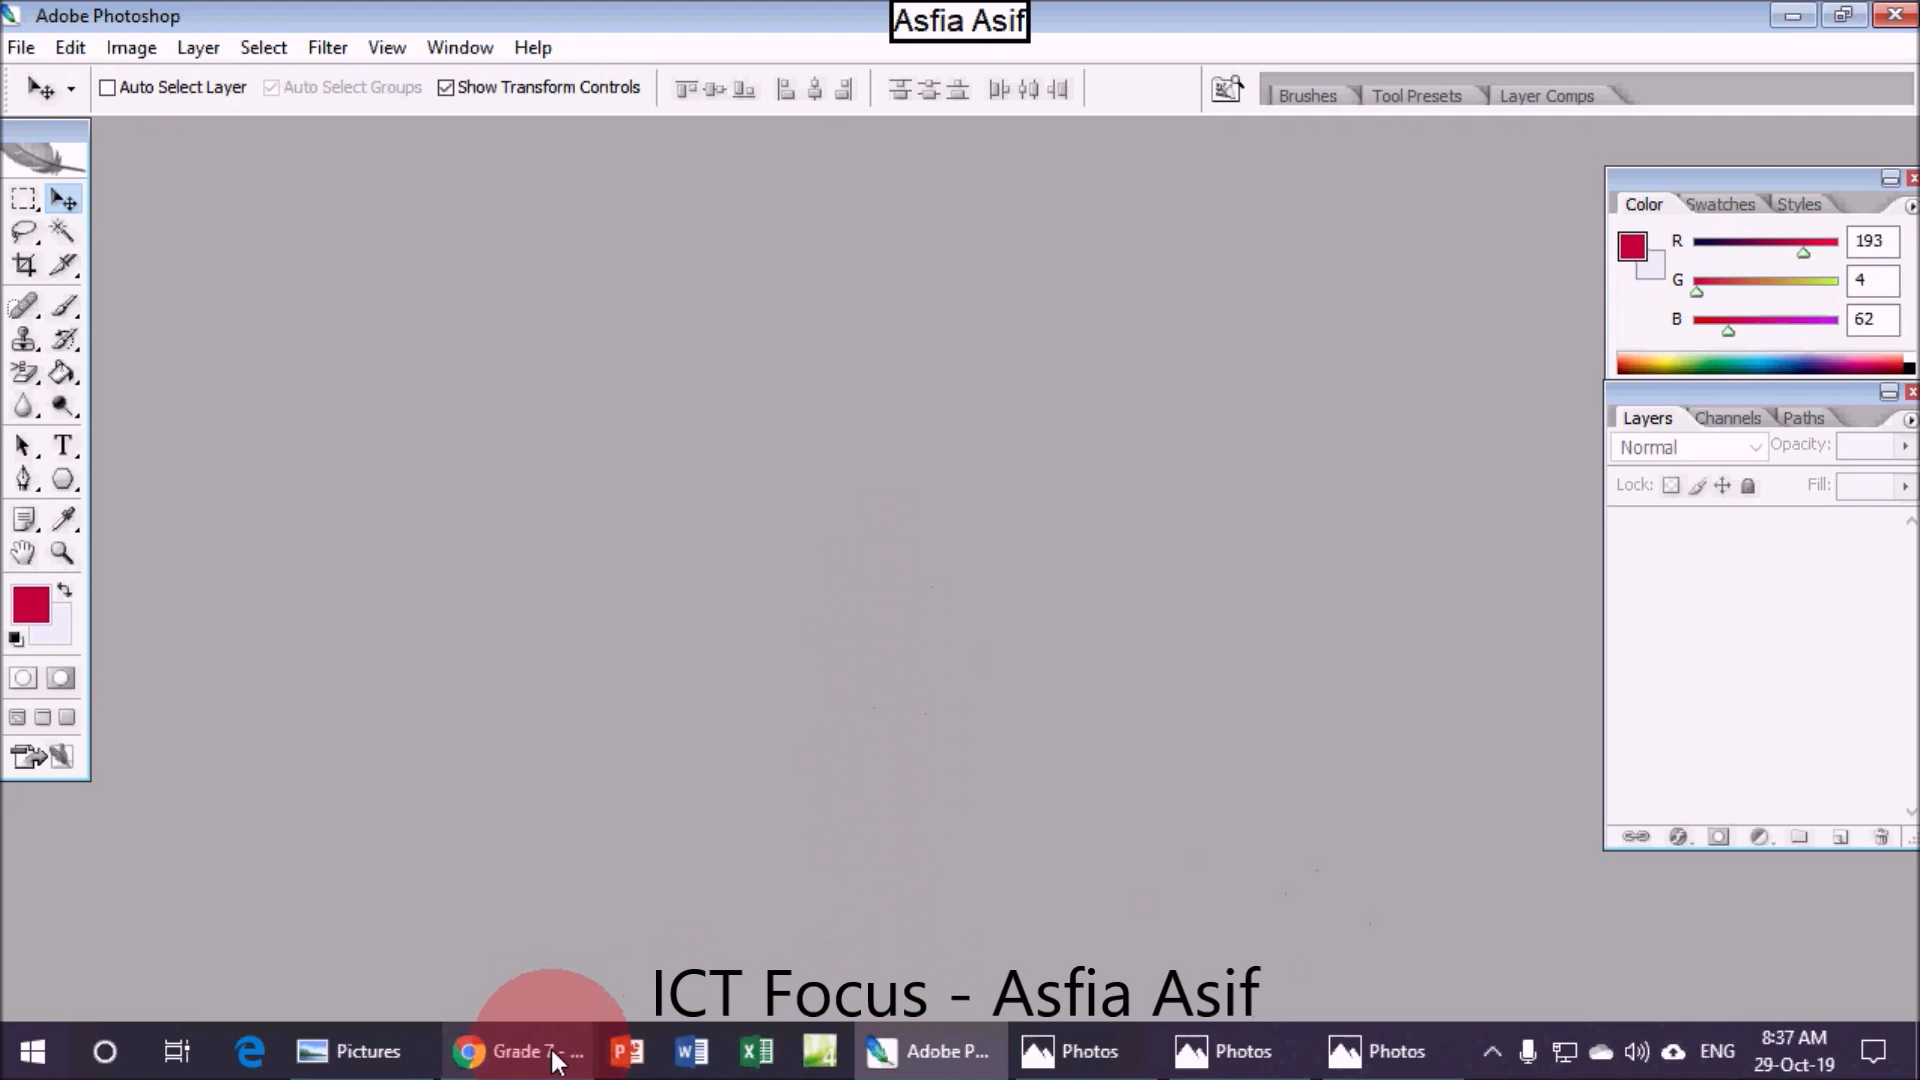 Adobe Photoshop
Asfia Asif
File Edit Image Layer Select Filter View Window Help
Auto Select Layer Auto Select Groups Show Transform Controls
Brushes Tool Presets Layer Comps
Color Swatches Styles
R 193
G 4
B 62
Layers Channels Paths
Normal Opacity:
Lock: Fill:
ICT Focus - Asfia Asif
Pictures Grade 7 - ... Adobe P... Photos Photos Photos ENG
8:37 AM
29-Oct-19